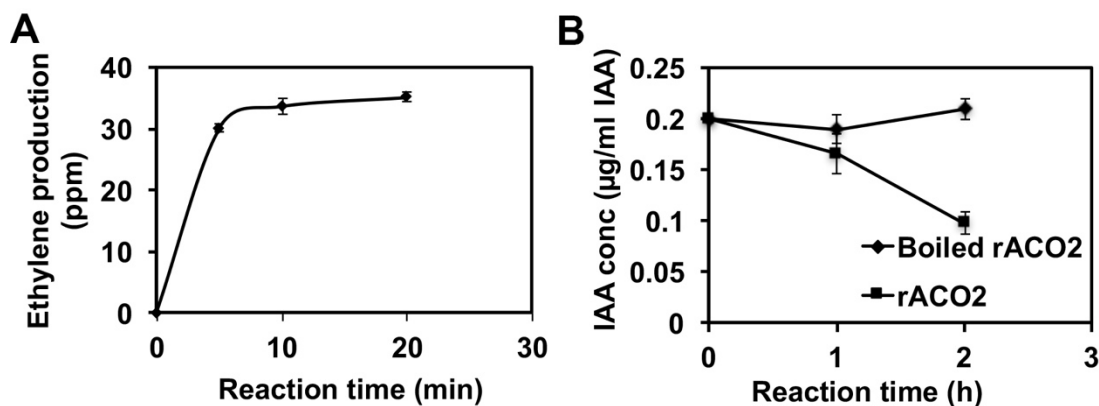 A
Ethylene production
(ppm)
40
30
20
10
0
0 10 20 30
Reaction time (min)
B
IAA conc (µg/ml IAA)
0.25
0.2
0.15
0.1
0.05
0
Boiled rACO2
rACO2
0 1 2 3
Reaction time (h)